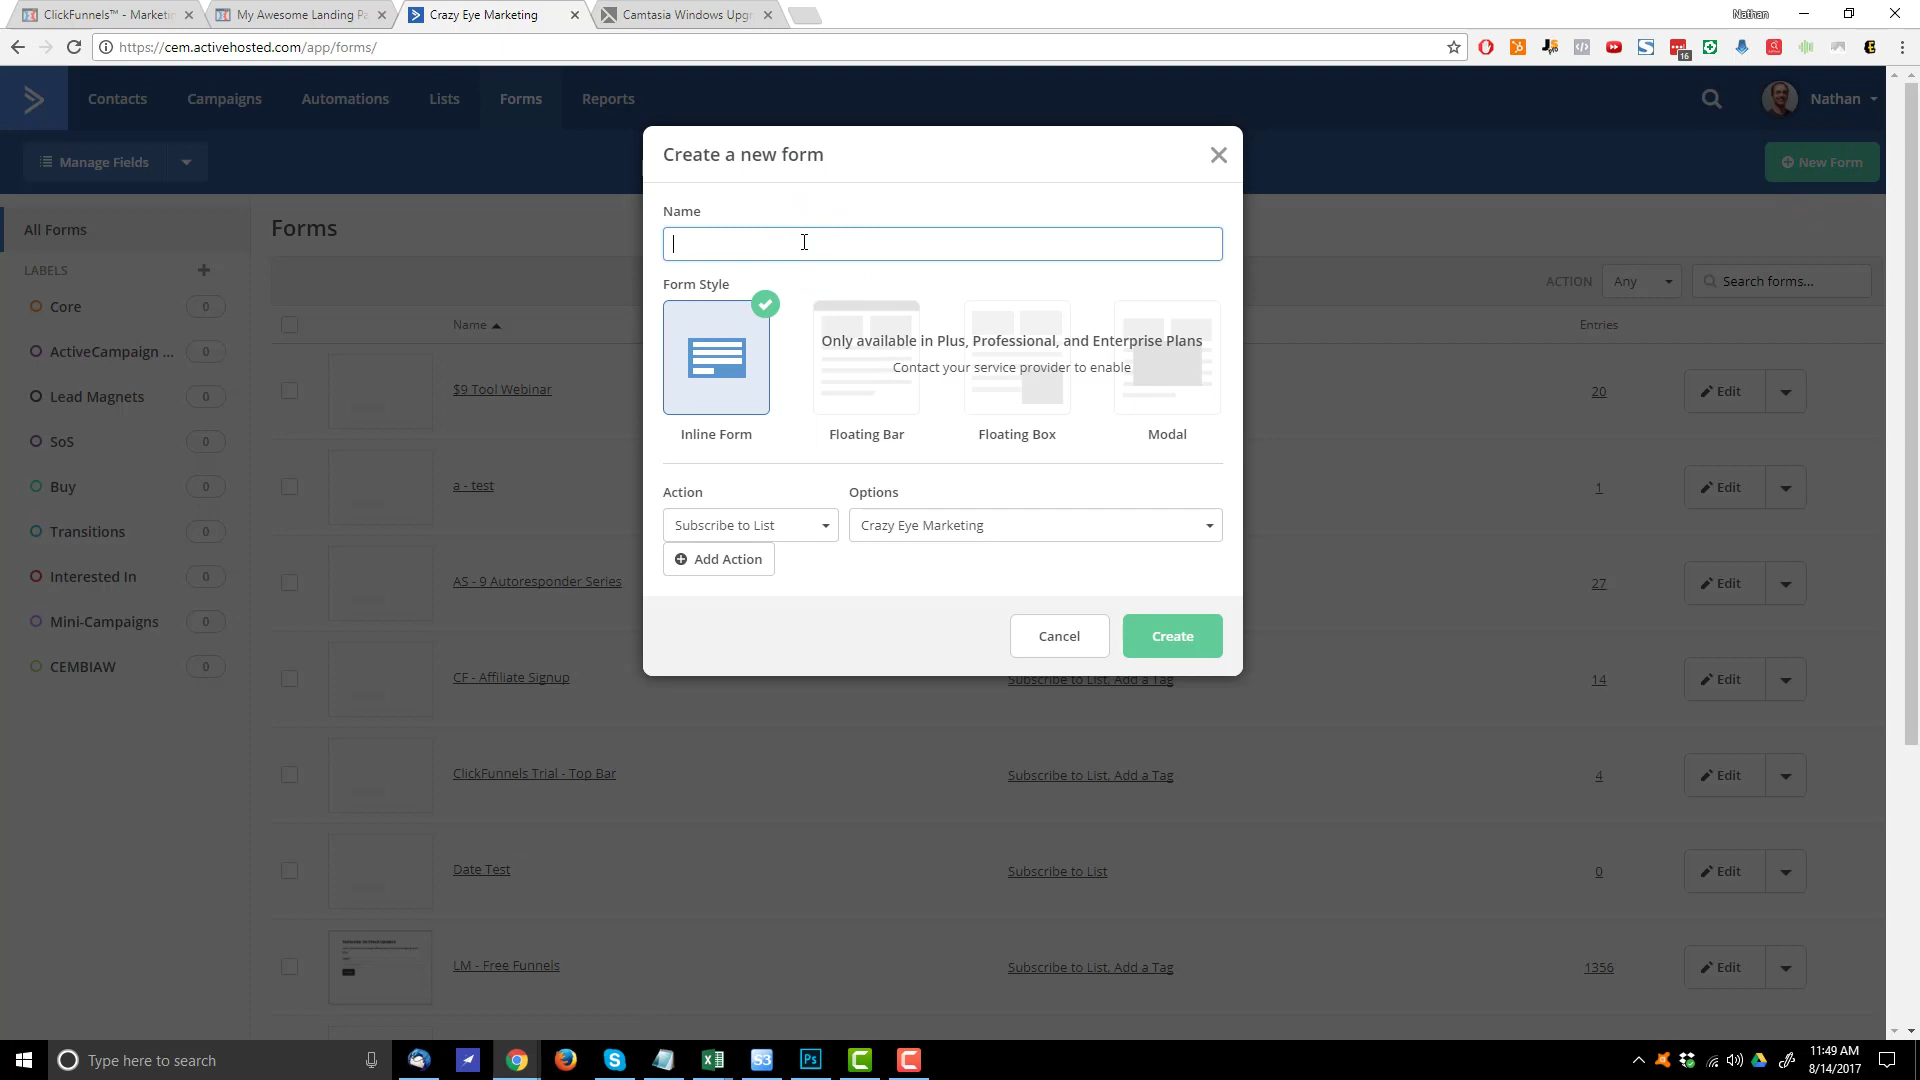 ClickFunnels™ - Marketin
My Awesome Landing Pa
Crazy Eye Marketing
Camtasia Windows Upgr
Nathan
https://cem.activehosted.com/app/forms/
16
Contacts
Campaigns
Automations
Lists
Forms
Reports
Nathan
Manage Fields
New Form
Create a new form
Name
Form Style
Only available in Plus, Professional, and Enterprise Plans
Contact your service provider to enable
Inline Form
Floating Bar
Floating Box
Modal
Action
Options
Subscribe to List
Crazy Eye Marketing
Add Action
Cancel
Create
All Forms
LABELS
Core 0
ActiveCampaign ... 0
Lead Magnets 0
SoS 0
Buy 0
Transitions 0
Interested In 0
Mini-Campaigns 0
CEMBIAW 0
Forms
ACTION
Any
Search forms...
Name
Entries
$9 Tool Webinar
20
Edit
a - test
1
Edit
AS - 9 Autoresponder Series
27
Edit
CF - Affiliate Signup
Subscribe to List, Add a Tag
14
Edit
ClickFunnels Trial - Top Bar
Subscribe to List, Add a Tag
4
Edit
Date Test
Subscribe to List
0
Edit
LM - Free Funnels
Subscribe to List, Add a Tag
1356
Edit
Type here to search
S3
Ps
11:49 AM
8/14/2017